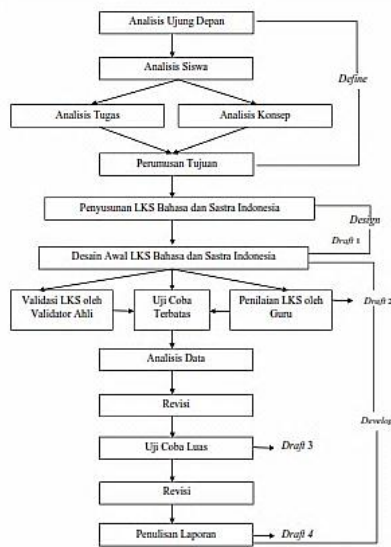 Analisis Ujung Depan
Analisis Siswa
Define
Analisis Tugas
Analisis Konsep
Perumusan Tujuan
Penyusunan LKS Bahasa dan Sastra Indonesia
Design
Draft 1
Desain Awal LKS Bahasa dan Sastra Indonesia
Validasi LKS oleh
Validator Ahli
Uji Coba
Terbatas
Penilaian LKS oleh
Guru
Draft 2
Analisis Data
Revisi
Develop
Uji Coba Luas
Draft 3
Revisi
Penulisan Laporan
Draft 4